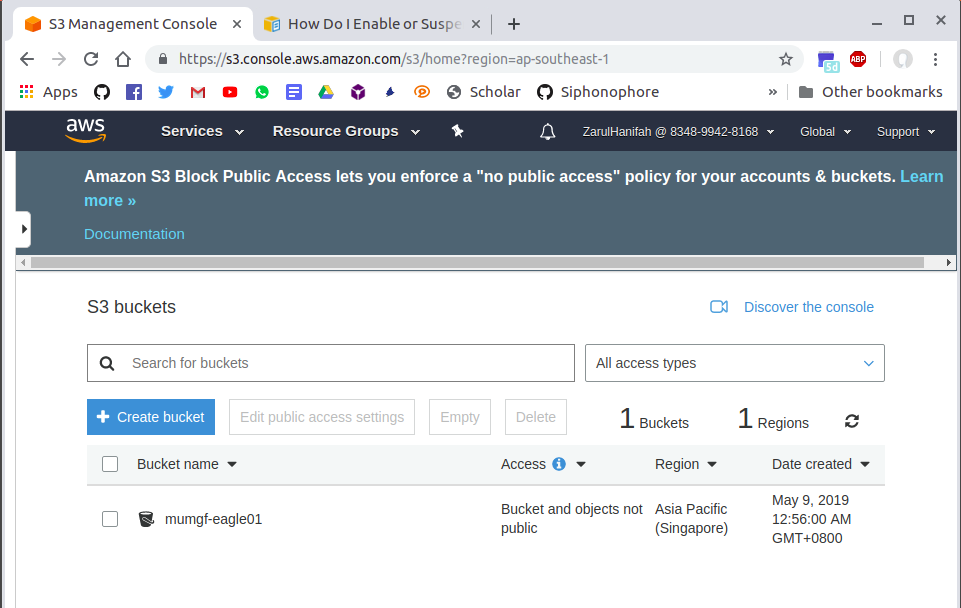 S3 Management Console
How Do I Enable or Suspe
https://s3.console.aws.amazon.com/s3/home?region=ap-southeast-1
Sd
ABP
Apps
Scholar
Siphonophore
»
Other bookmarks
aws
Services
Resource Groups
ZarulHanifah @ 8348-9942-8168
Global
Support
Amazon S3 Block Public Access lets you enforce a "no public access" policy for your accounts & buckets. Learn
more »
Documentation
S3 buckets
Discover the console
Search for buckets
All access types
Create bucket
Edit public access settings
Empty
Delete
1 Buckets
1 Regions
Bucket name
Access
Region
Date created
mumgf-eagle01
Bucket and objects not
public
Asia Pacific
(Singapore)
May 9, 2019
12:56:00 AM
GMT+0800